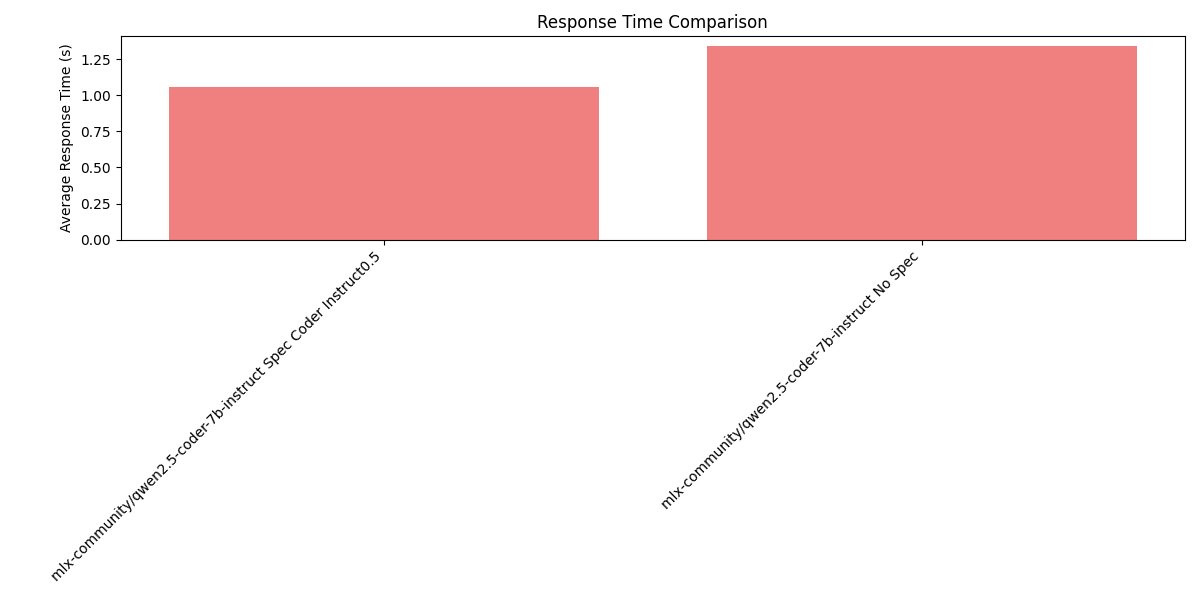 Response Time Comparison
Average Response Time (s)
1.25
1.00
0.75
0.50
0.25
0.00
mlx-community/qwen2.5-coder-7b-instruct Spec Coder Instruct0.5
mlx-community/qwen2.5-coder-7b-instruct No Spec